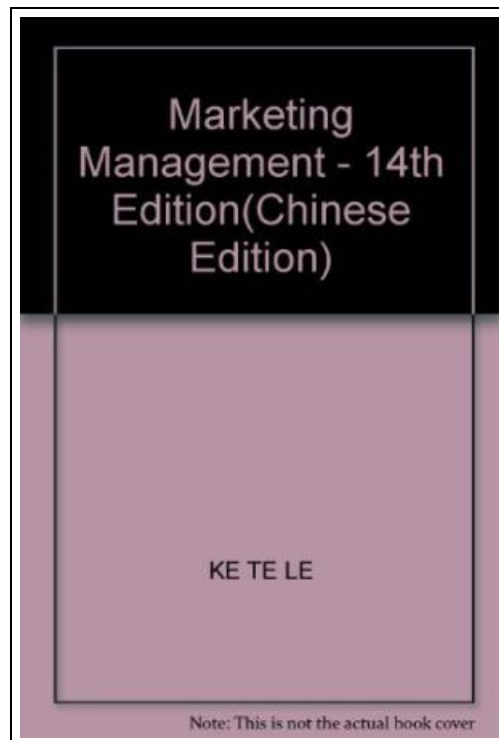 Marketing
Management - 14th
Edition(Chinese
Edition)
KE TE LE
Note: This is not the actual book cover